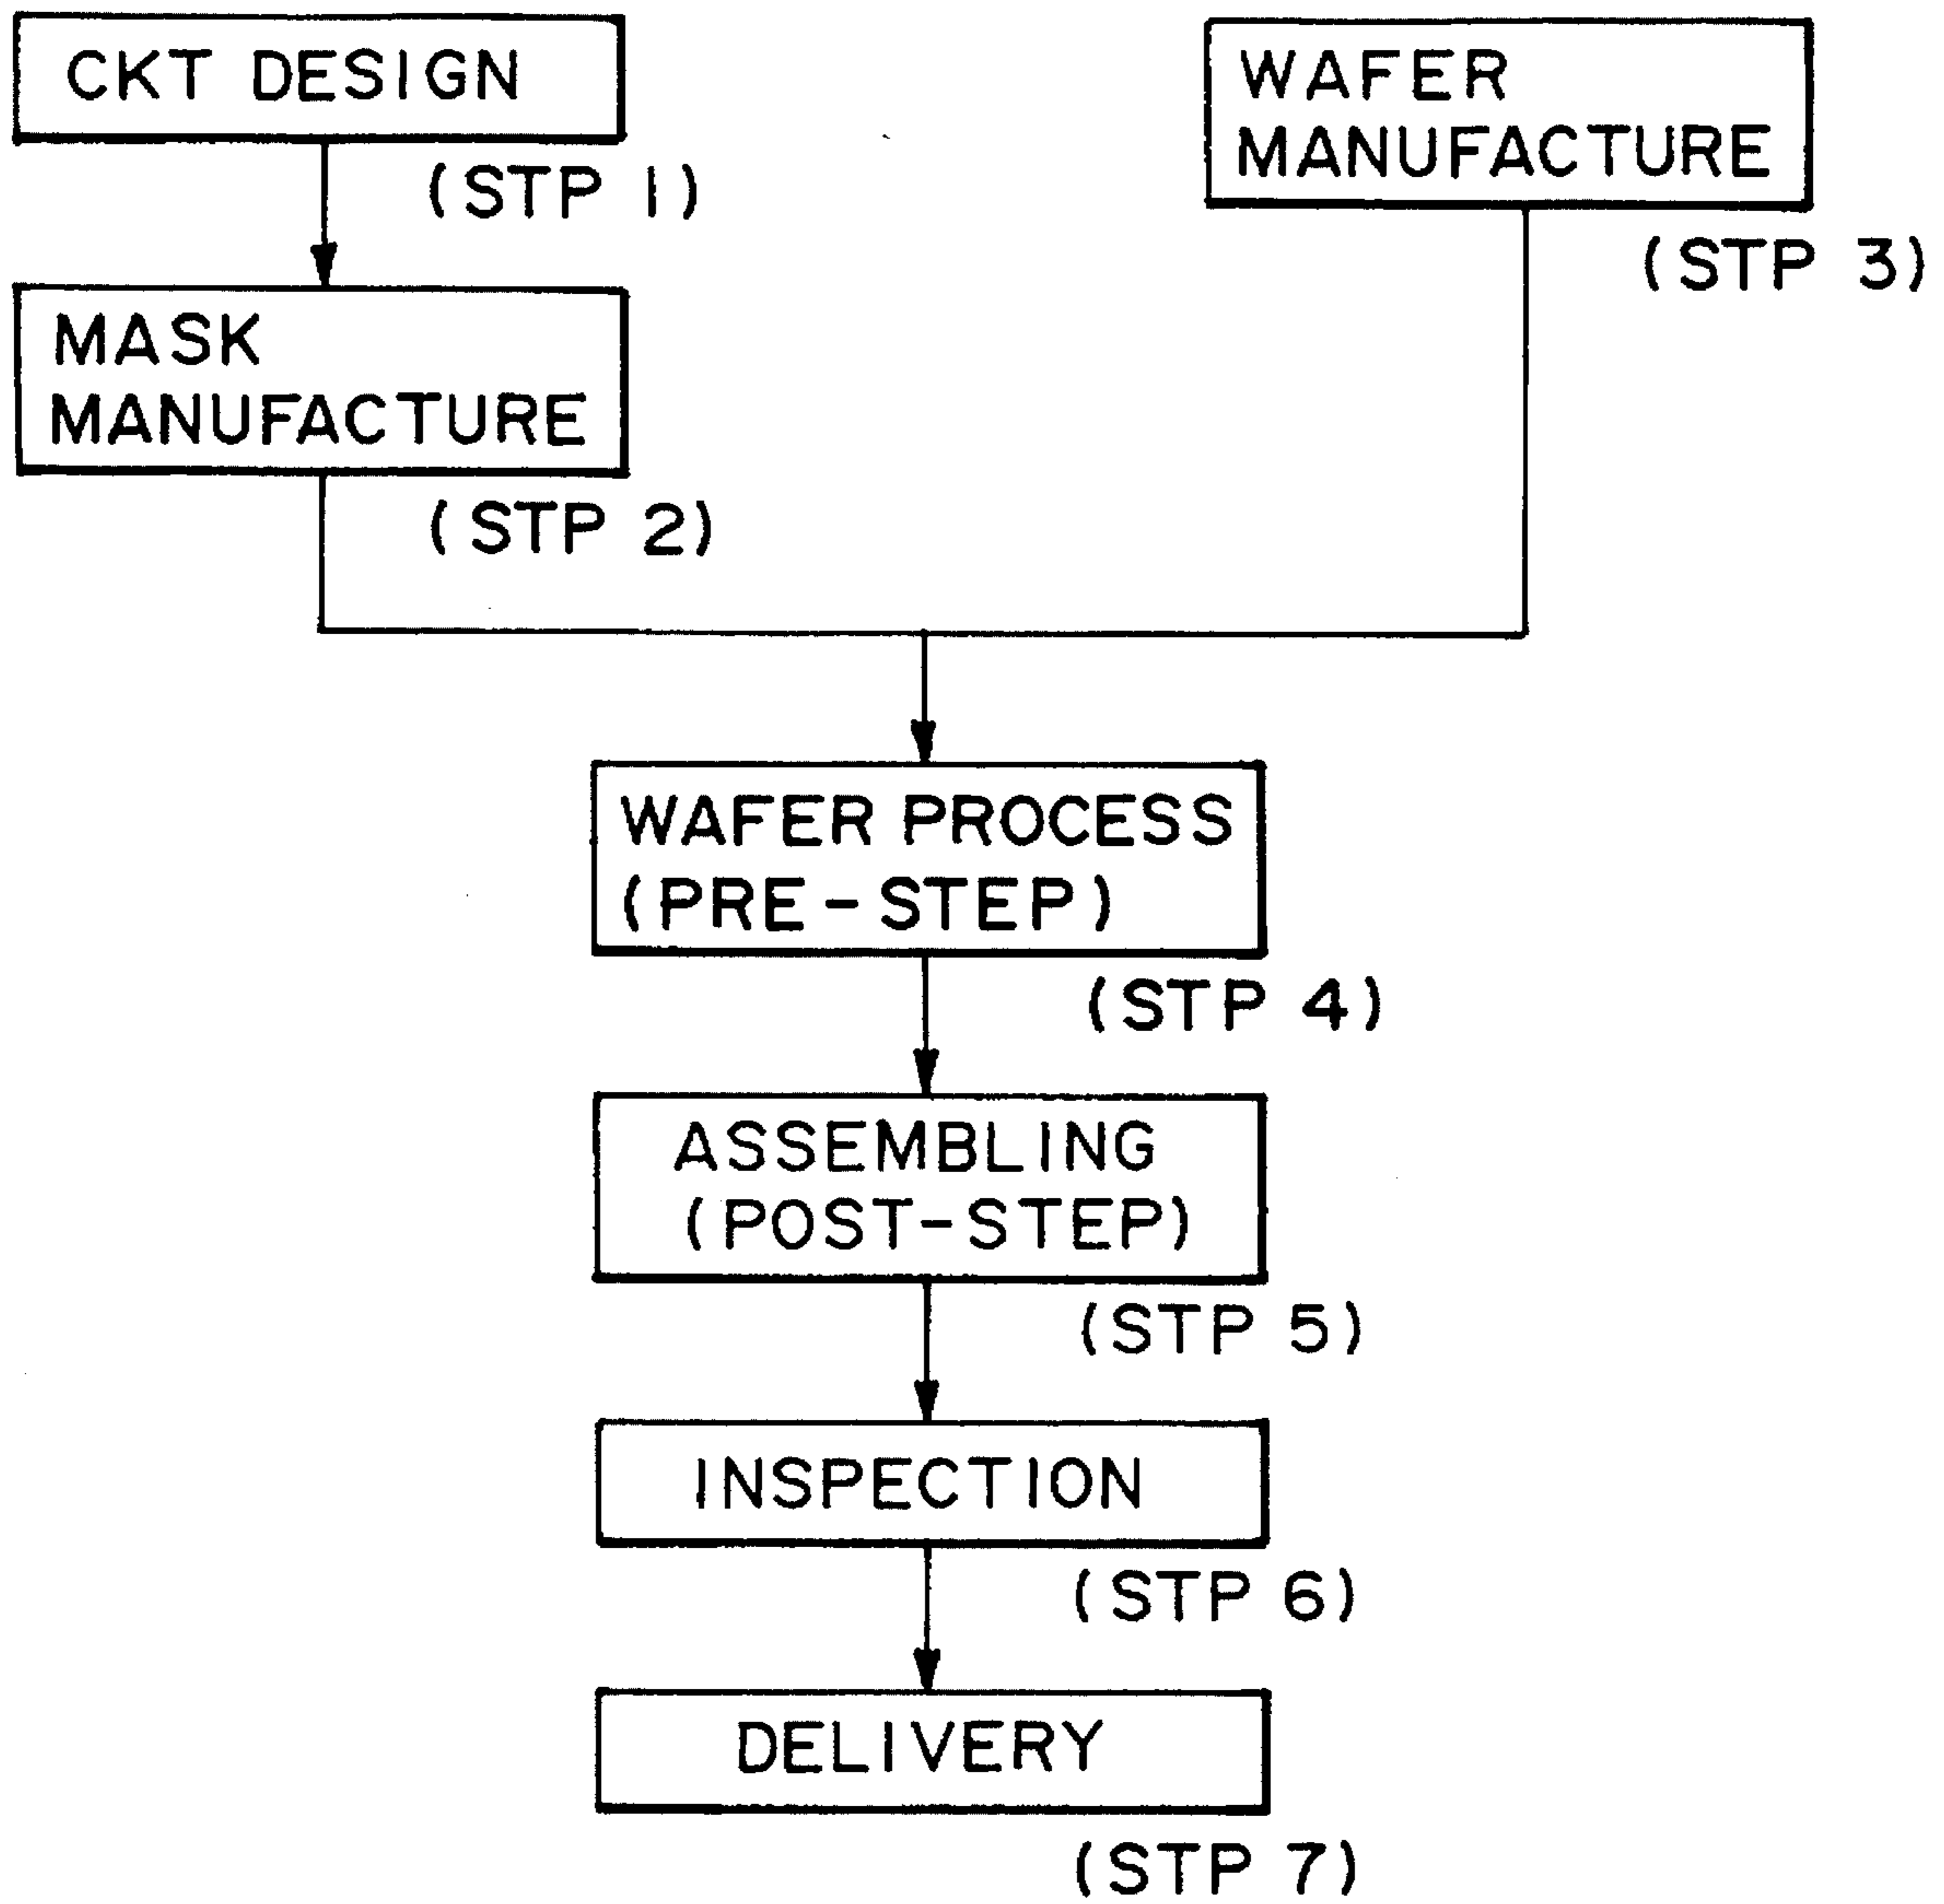 CKT DESIGN
(STP 1)
MASK
MANUFACTURE
(STP 2)
WAFER
MANUFACTURE
(STP 3)
WAFER PROCESS
(PRE-STEP)
(STP 4)
ASSEMBLING
(POST-STEP)
(STP 5)
INSPECTION
(STP 6)
DELIVERY
(STP 7)